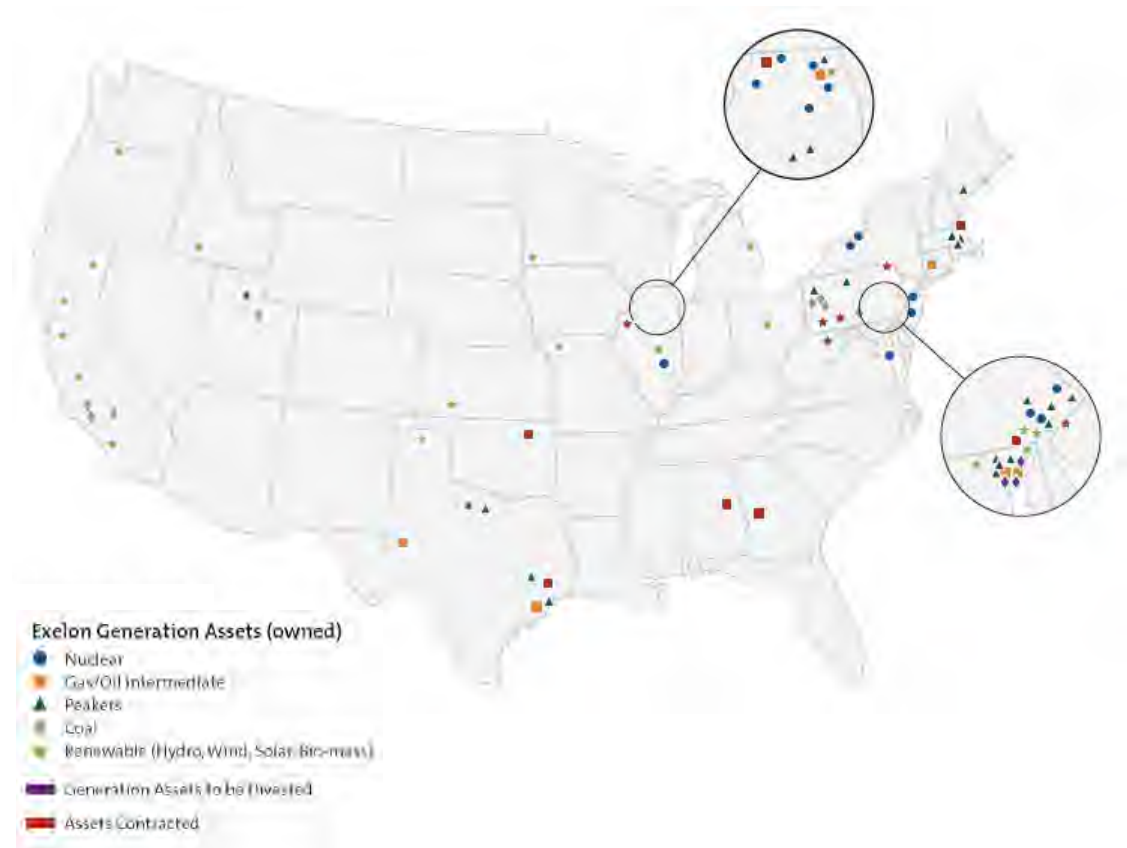 Exelon Generation Assets (owned)
Nuclear
Gas/Oil Intermediate
Peakers
Coal
Renewable (Hydro, Wind, Solar, Bio-mass)
Generation Assets to be Divested
Assets Contracted